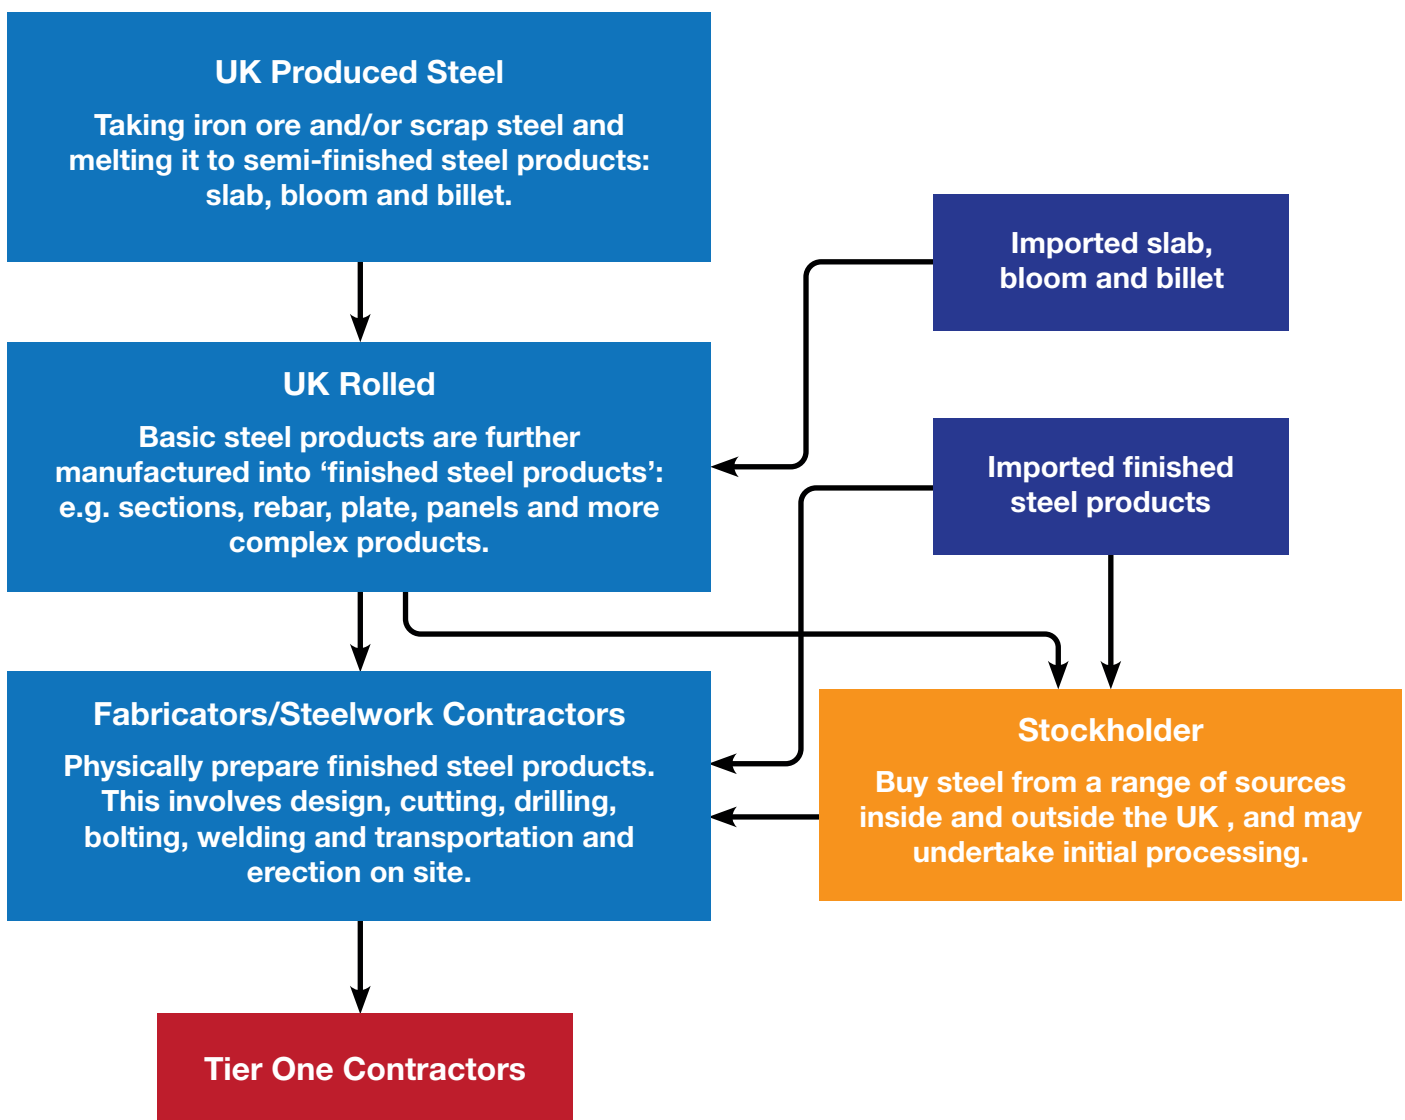 UK Produced Steel
Taking iron ore and/or scrap steel and
melting it to semi-finished steel products:
slab, bloom and billet.
Imported slab,
bloom and billet
UK Rolled
Basic steel products are further
manufactured into ‘finished steel products’:
e.g. sections, rebar, plate, panels and more
complex products.
Imported finished
steel products
Fabricators/Steelwork Contractors
Physically prepare finished steel products.
This involves design, cutting, drilling,
bolting, welding and transportation and
erection on site.
Stockholder
Buy steel from a range of sources
inside and outside the UK , and may
undertake initial processing.
Tier One Contractors